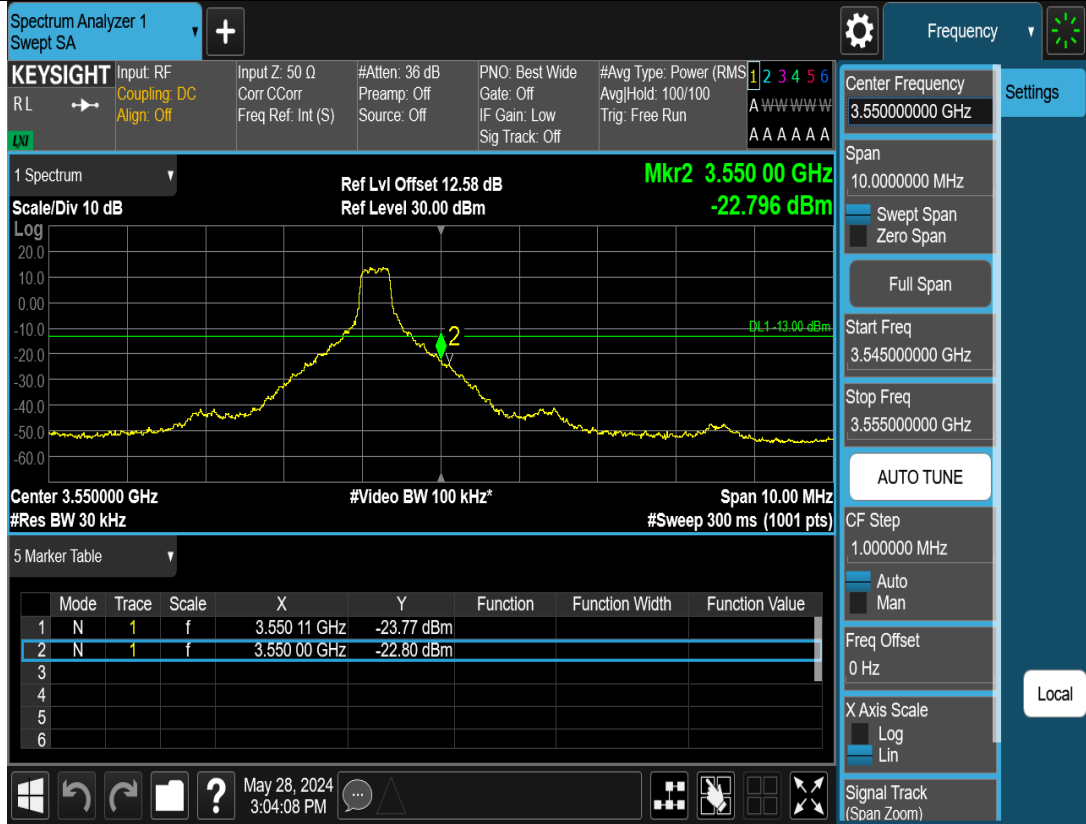 Spectrum Analyzer 1
Swept SA
+
Frequency
KEYSIGHT
RL
LXI
Input: RF
Coupling: DC
Align: Off
Input Z: 50 Ω
Corr CCorr
Freq Ref: Int (S)
#Atten: 36 dB
Preamp: Off
Source: Off
PNO: Best Wide
Gate: Off
IF Gain: Low
Sig Track: Off
#Avg Type: Power (RMS
Avg|Hold: 100/100
Trig: Free Run
1 2 3 4 5 6
A W W W W W
A A A A A A
1 Spectrum
Scale/Div 10 dB
Ref Lvl Offset 12.58 dB
Ref Level 30.00 dBm
Mkr2 3.550 00 GHz
-22.796 dBm
Log
20.0
10.0
0.00
-10.0
-20.0
-30.0
-40.0
-50.0
-60.0
DL1 -13.00 dBm
2
Center 3.550000 GHz
#Video BW 100 kHz*
Span 10.00 MHz
#Res BW 30 kHz
#Sweep 300 ms (1001 pts)
5 Marker Table
Mode Trace Scale X Y Function Function Width Function Value
1 N 1 f 3.550 11 GHz -23.77 dBm
2 N 1 f 3.550 00 GHz -22.80 dBm
3
4
5
6
?
May 28, 2024
3:04:08 PM
Center Frequency
3.550000000 GHz
Span
10.0000000 MHz
Swept Span
Zero Span
Full Span
Start Freq
3.545000000 GHz
Stop Freq
3.555000000 GHz
AUTO TUNE
CF Step
1.000000 MHz
Auto
Man
Freq Offset
0 Hz
X Axis Scale
Log
Lin
Signal Track
(Span Zoom)
Settings
Local